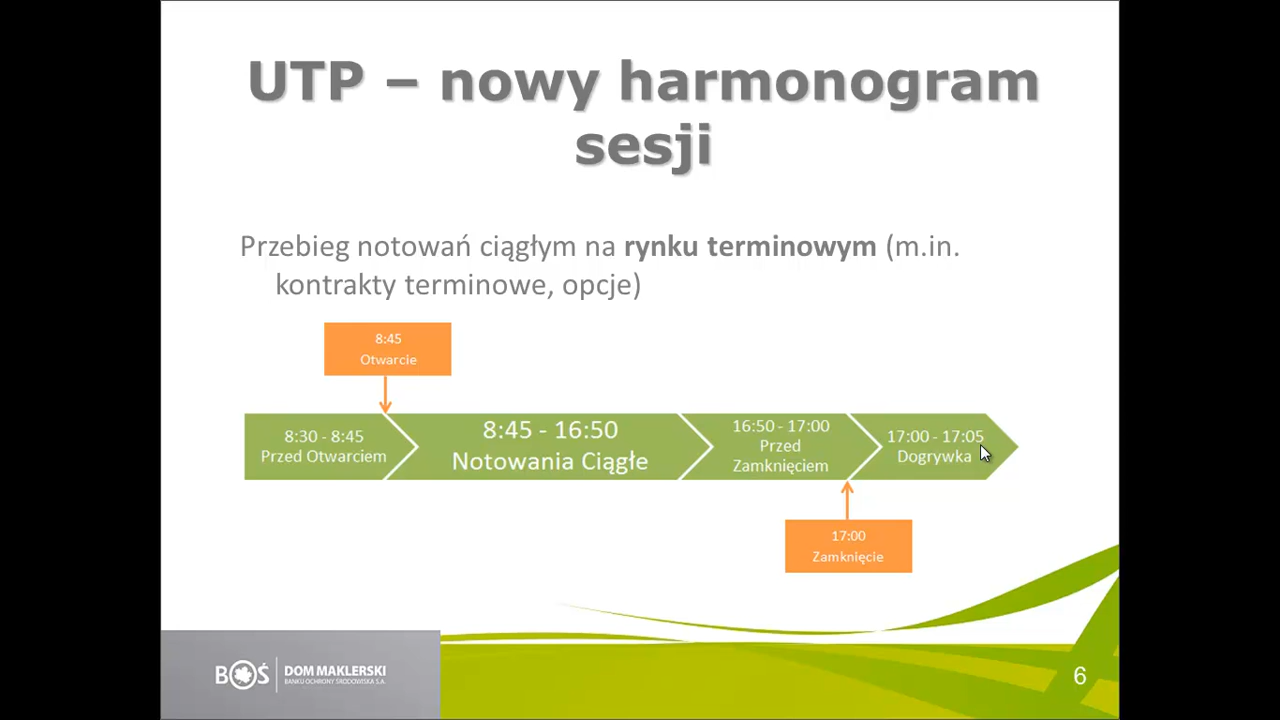 UTP – nowy harmonogram
sesji
Przebieg notowań ciągłym na rynku terminowym (m.in.
kontrakty terminowe, opcje)
8:45
Otwarcie
8:30 - 8:45
Przed Otwarciem
8:45 - 16:50
Notowania Ciągłe
16:50 - 17:00
Przed
Zamknięciem
17:00 - 17:05
Dogrywka
17:00
Zamknięcie
BOŚ
DOM MAKLERSKI
BANKU OCHRONY ŚRODOWISKA S.A.
6